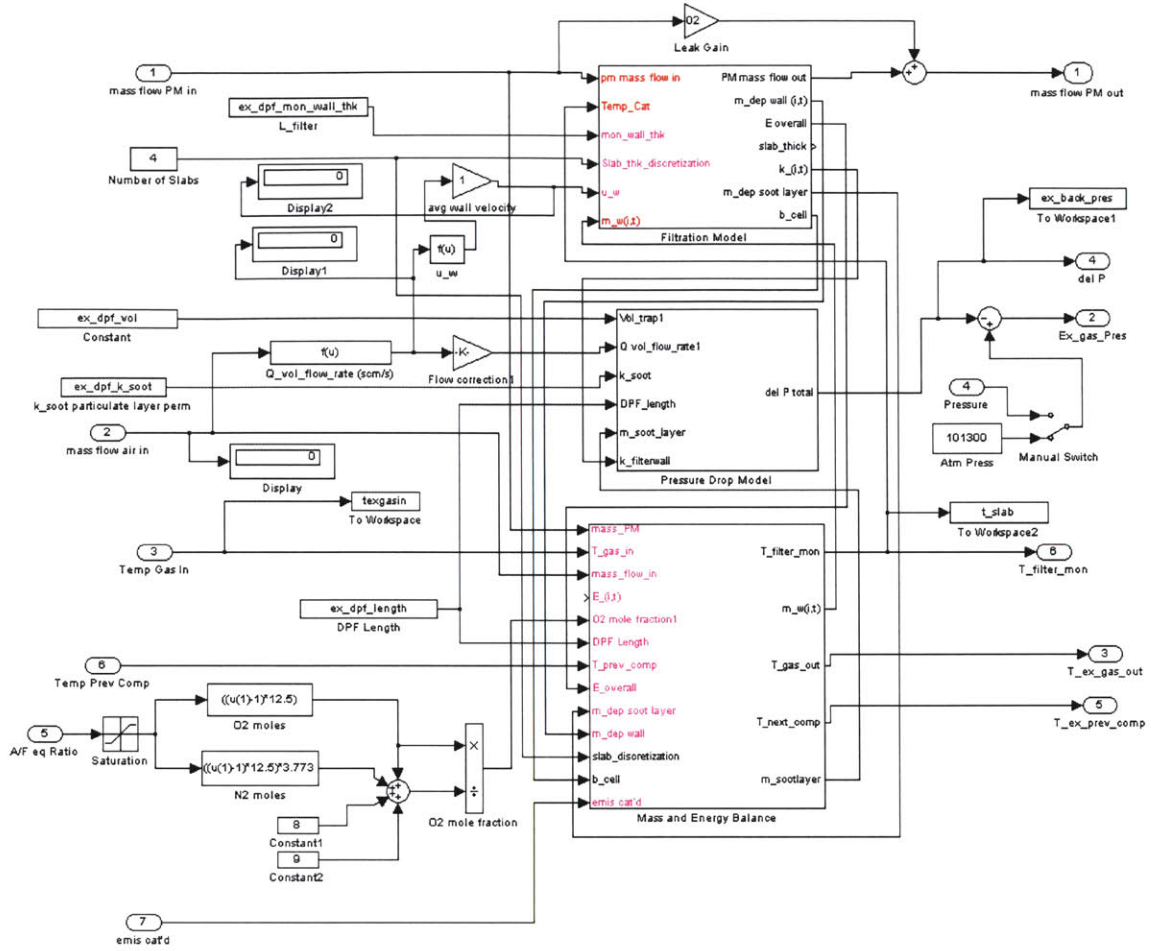 02
Leak Gain
1
mass flow PM in
pm mass flow in
PM mass flow out
1
mass flow PM out
ex_dpf_mon_wall_thk
L_filter
Temp_Cat
m_dep wall (i,t)
mon_wall_thk
E overall
slab_thick
4
Number of Slabs
Slab_thk_discretization
k_(i,t)
0
Display2
1
avg wall velocity
u_w
m_dep soot layer
m_w(i,t)
b_cell
Filtration Model
ex_back_pres
To Workspace1
0
Display1
f(u)
u_w
4
del P
ex_dpf_vol
Constant
Vol_trap1
2
Ex_gas_Pres
f(u)
Q_vol_flow_rate (scm/s)
-K-
Flow correction1
Q vol_flow_rate1
ex_dpf_k_soot
k_soot particulate layer perm
k_soot
del P total
4
Pressure
DPF_length
2
mass flow air in
m_soot_layer
101300
Atm Press
Manual Switch
k_filterwall
Pressure Drop Model
0
Display
texgasin
To Workspace
t_slab
To Workspace2
mass_PM
3
Temp Gas In
T_gas_in
T_filter_mon
6
T_filter_mon
mass_flow_in
E_(i,t)
ex_dpf_length
DPF Length
O2 mole fraction1
m_w(i,t)
DPF Length
6
Temp Prev Comp
T_prev_comp
T_gas_out
3
T_ex_gas_out
E_overall
((u(1)-1)*12.5)
O2 moles
m_dep soot layer
T_next_comp
5
T_ex_prev_comp
5
A/F eq Ratio
Saturation
m_dep wall
slab_discretization
((u(1)-1)*12.5)*3.773
N2 moles
b_cell
m_sootlayer
emis cat'd
Mass and Energy Balance
O2 mole fraction
8
Constant1
9
Constant2
7
emis cat'd